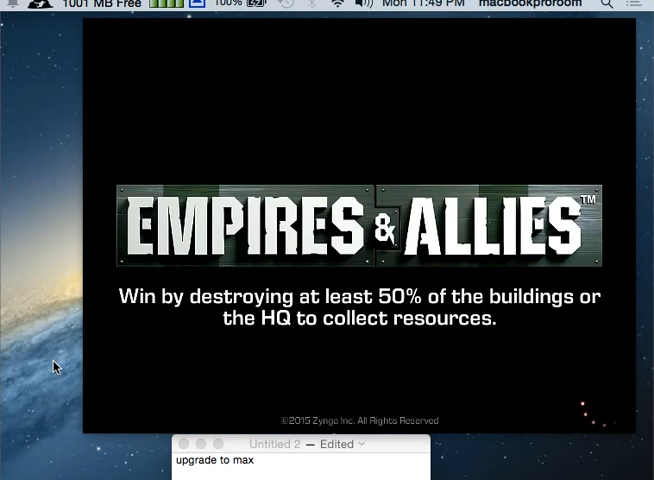 1001 MB Free 100% Mon 11:49 PM macbookproroom
EMPIRES & ALLIES™
Win by destroying at least 50% of the buildings or
the HQ to collect resources.
©2015 Zynga Inc. All Rights Reserved
Untitled 2 — Edited
upgrade to max